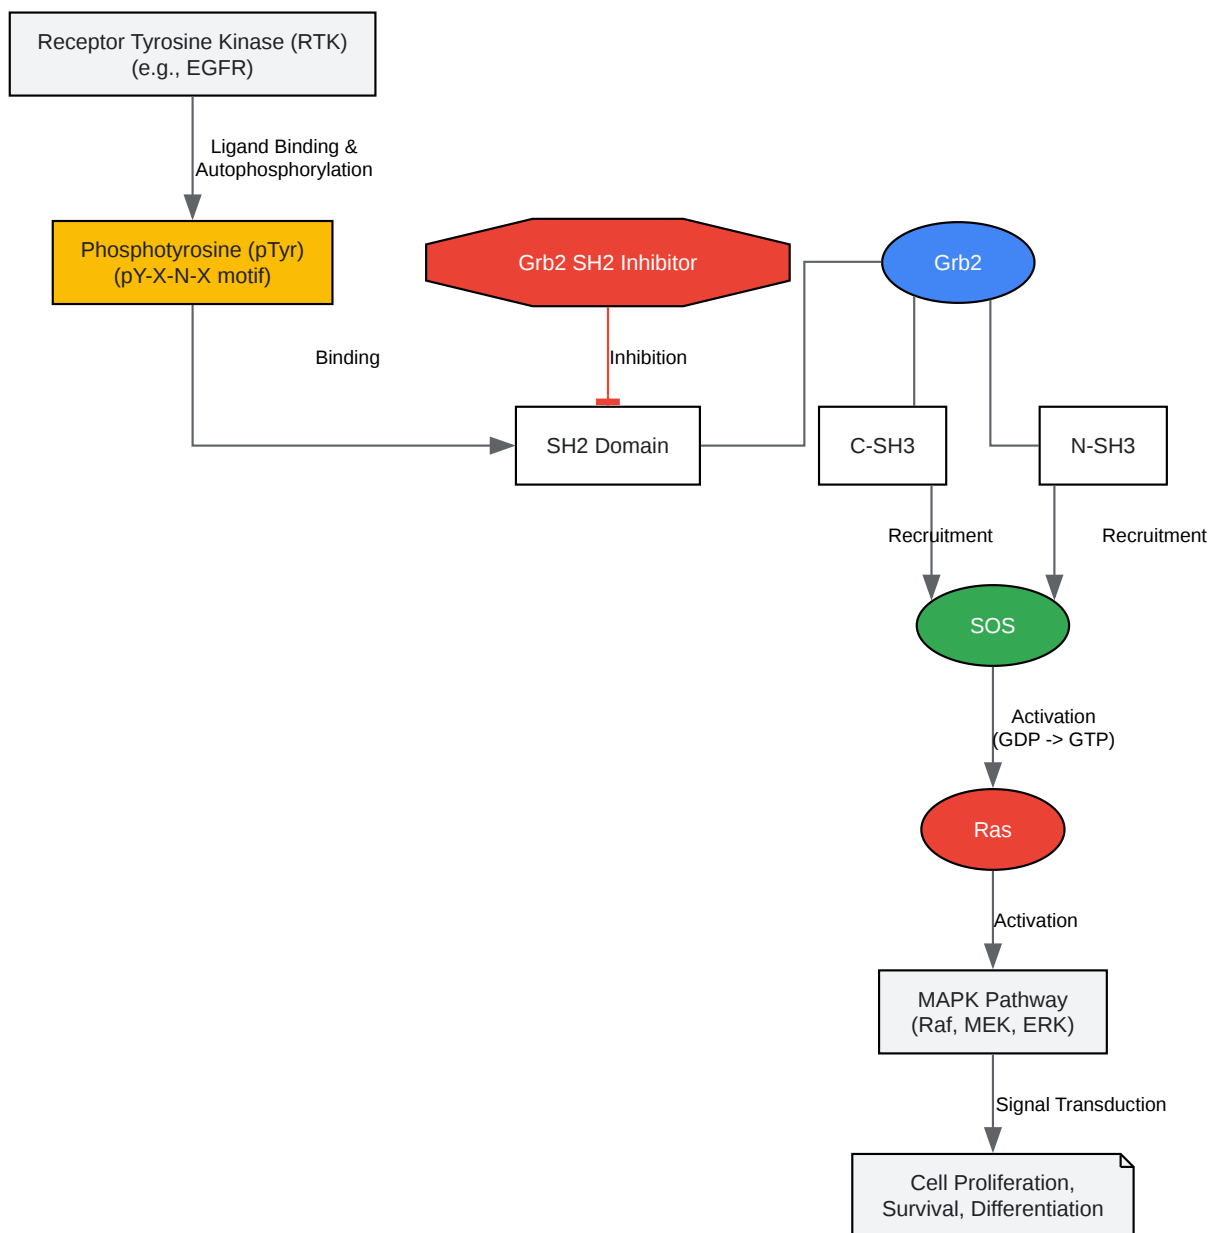 Receptor Tyrosine Kinase (RTK)
(e.g., EGFR)
Ligand Binding &
Autophosphorylation
Phosphotyrosine (pTyr)
(pY-X-N-X motif)
Grb2 SH2 Inhibitor
Grb2
Binding
Inhibition
SH2 Domain
C-SH3
N-SH3
Recruitment
Recruitment
SOS
Activation
(GDP -> GTP)
Ras
Activation
MAPK Pathway
(Raf, MEK, ERK)
Signal Transduction
Cell Proliferation,
Survival, Differentiation